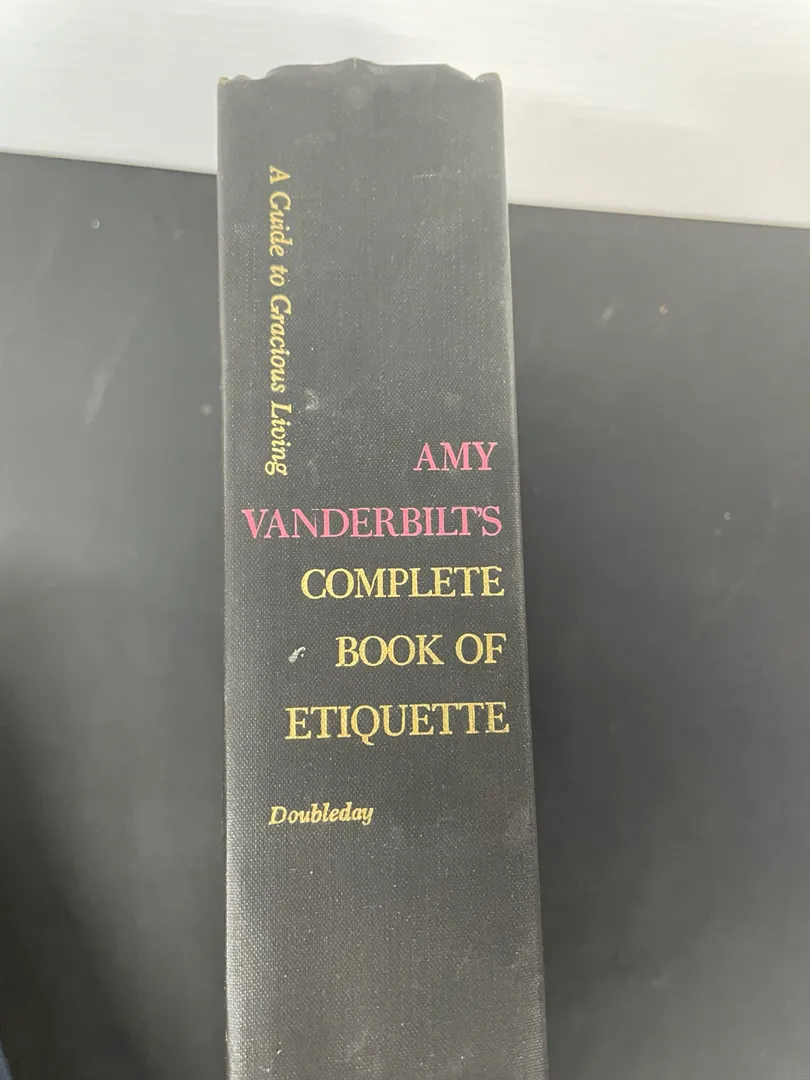 A Guide to Gracious Living
AMY
VANDERBILT'S
COMPLETE
BOOK OF
ETIQUETTE
Doubleday